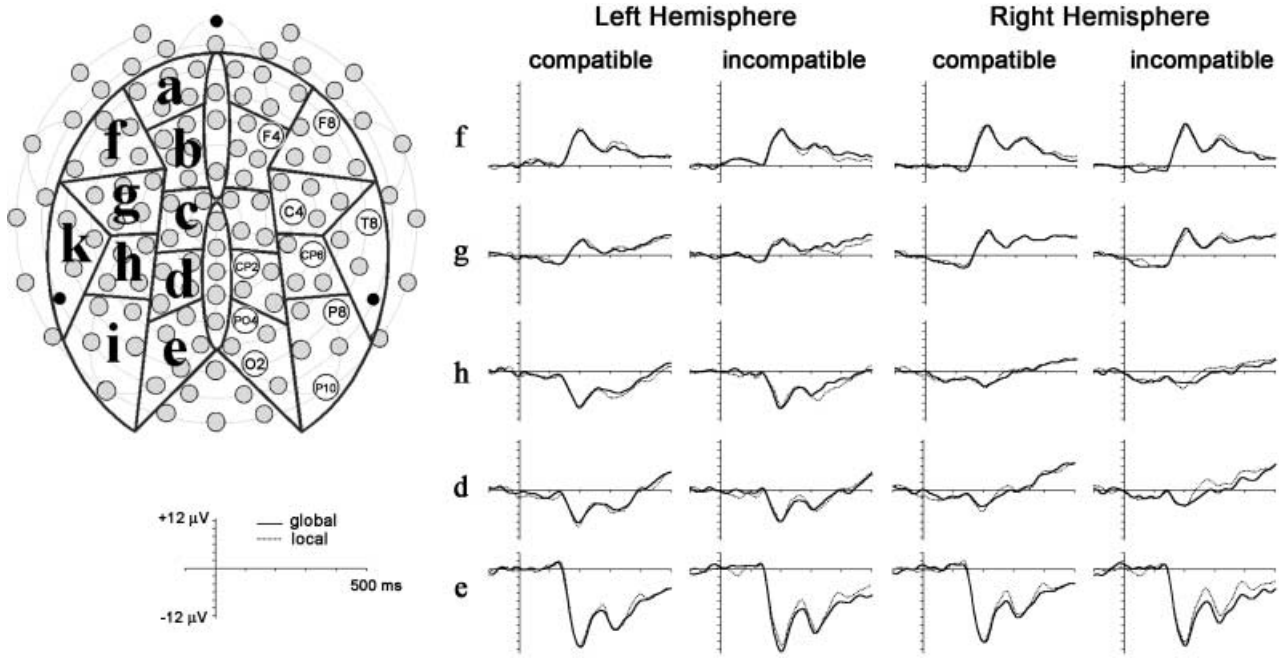 Left Hemisphere Right Hemisphere
compatible incompatible compatible incompatible
a
f
b
F4
F8
g
c
C4
T8
k
h
d
CP2
CP6
i
e
PO4
P8
O2
P10
f
g
h
d
e
+12 µV
-12 µV
500 ms
global
local